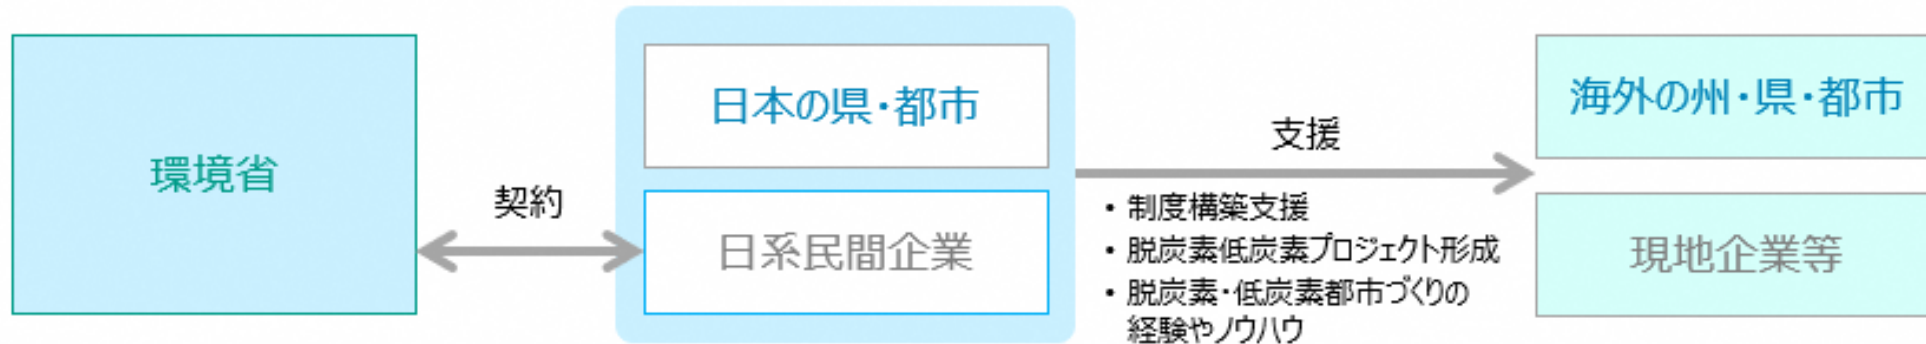 環境省
契約
日本の県・都市
日系民間企業
支援
・制度構築支援
・脱炭素低炭素プロジェクト形成
・脱炭素・低炭素都市づくりの
経験やノウハウ
海外の州・県・都市
現地企業等